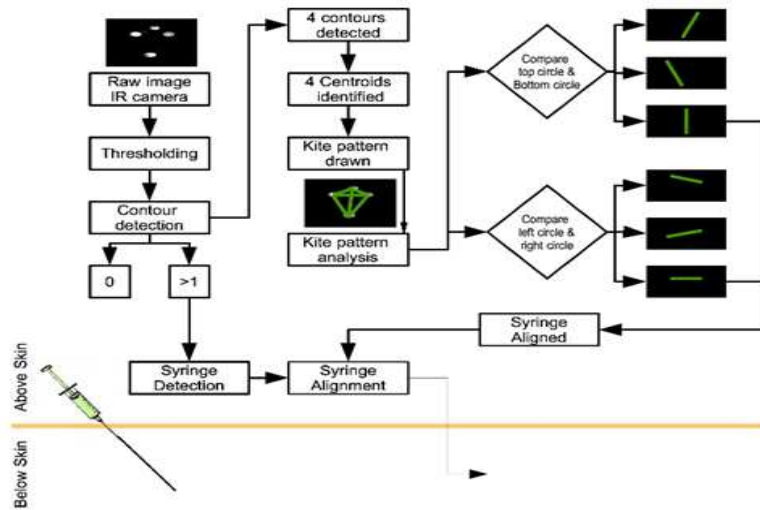 Raw image
IR camera
Thresholding
Contour
detection
0
>1
Syringe
Detection
4 contours
detected
4 Centroids
identified
Kite pattern
drawn
Kite pattern
analysis
Compare
top circle &
Bottom circle
Compare
left circle &
right circle
Syringe
Aligned
Syringe
Alignment
Above Skin
Below Skin